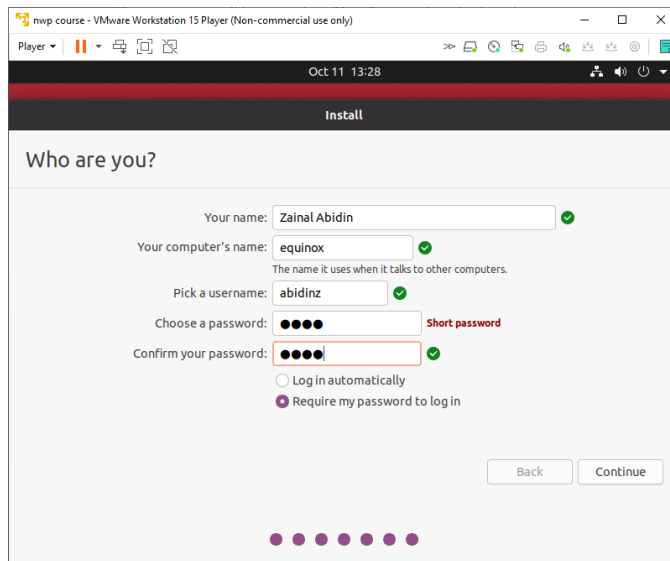 nwp course - VMware Workstation 15 Player (Non-commercial use only)
Player
Oct 11 13:28
Install
Who are you?
Your name: Zainal Abidin
Your computer's name: equinox
The name it uses when it talks to other computers.
Pick a username: abidinz
Choose a password: ●●●● Short password
Confirm your password: ●●●●
Log in automatically
Require my password to log in
Back Continue